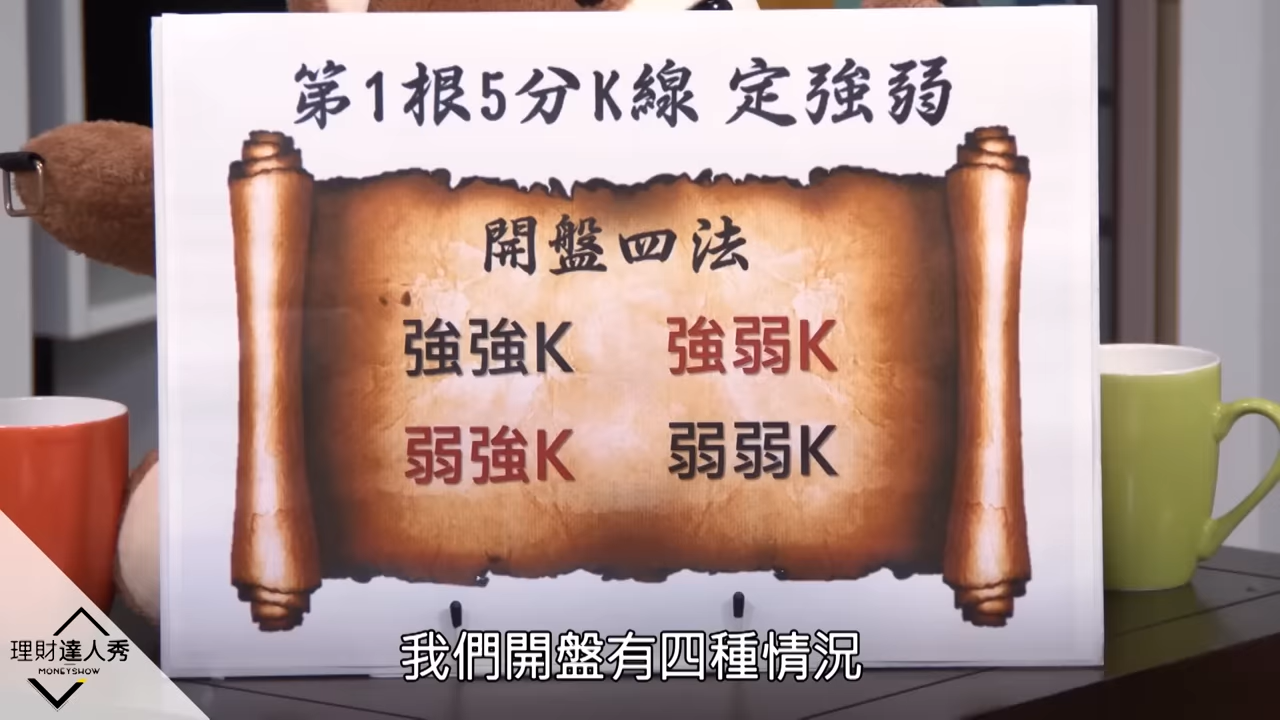 第1根5分K線 定強弱
開盤四法
強強K 強弱K
弱強K 弱弱K
我們開盤有四種情況
理財達人秀
MONEYSHOW